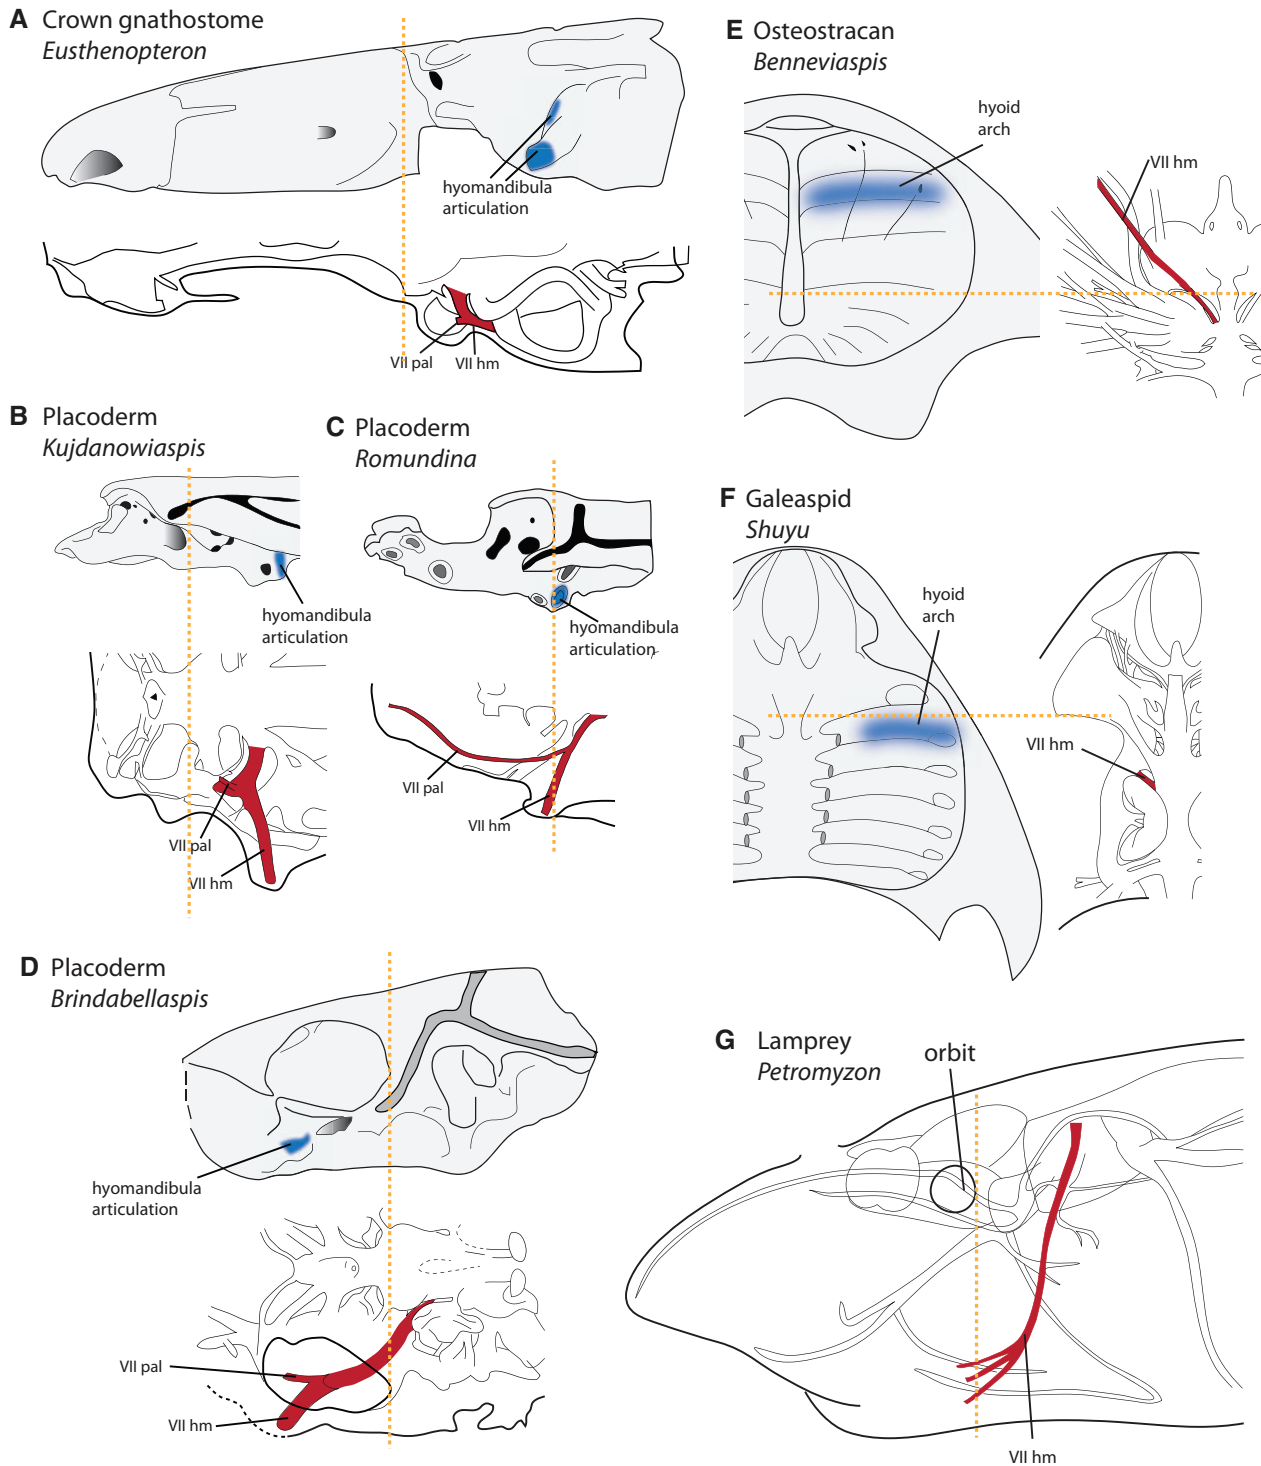 A Crown gnathostome
Eusthenopteron
hyomandibula
articulation
VII pal
VII hm
B Placoderm
Kujdanowiaspis
hyomandibula
articulation
VII pal
VII hm
C Placoderm
Romundina
hyomandibula
articulation
VII pal
VII hm
D Placoderm
Brindabellaspis
hyomandibula
articulation
VII pal
VII hm
E Osteostracan
Benneviaspis
hyoid
arch
VII hm
F Galeaspid
Shuyu
hyoid
arch
VII hm
G Lamprey
Petromyzon
orbit
VII hm